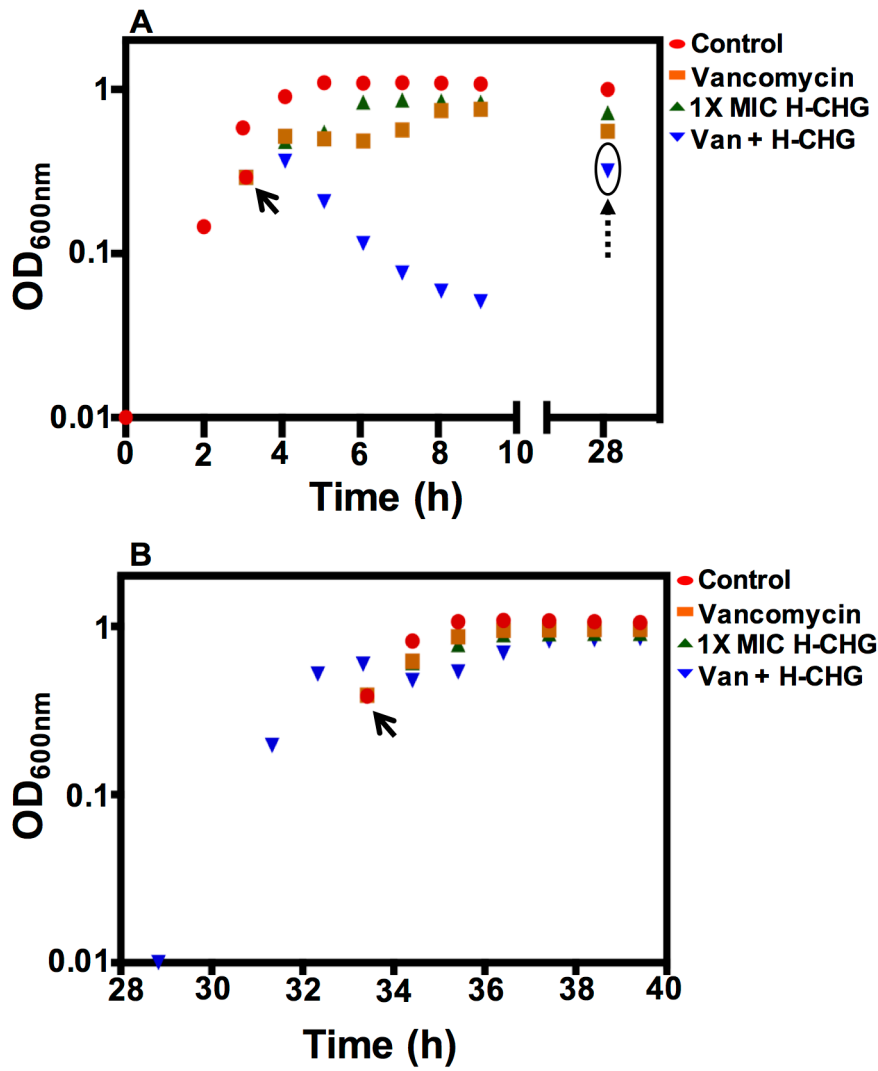 A
Control
Vancomycin
1X MIC H-CHG
Van + H-CHG
1
0.1
0.01
OD600nm
0 2 4 6 8 10 28
Time (h)
B
Control
Vancomycin
1X MIC H-CHG
Van + H-CHG
1
0.1
0.01
OD600nm
28 30 32 34 36 38 40
Time (h)